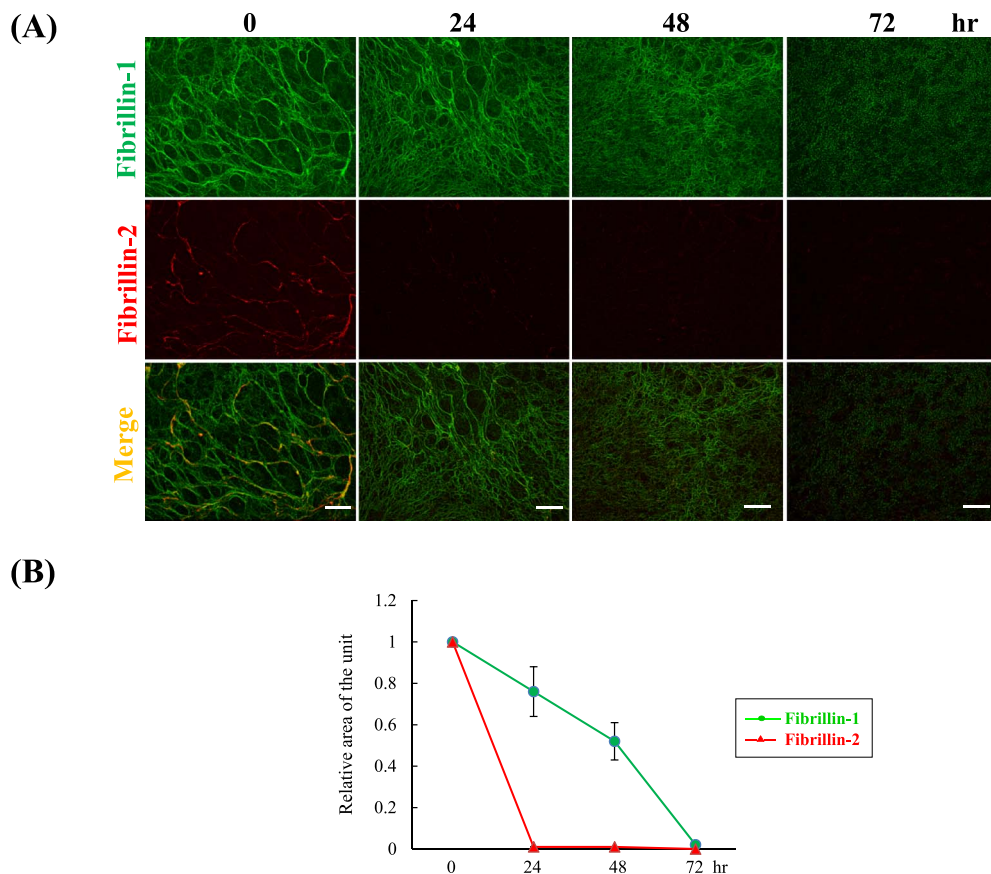 (A)
0 24 48 72 hr
Fibrillin-1
Fibrillin-2
Merge
(B)
Relative area of the unit
1.2
1
0.8
0.6
0.4
0.2
0
0 24 48 72 hr
Fibrillin-1
Fibrillin-2